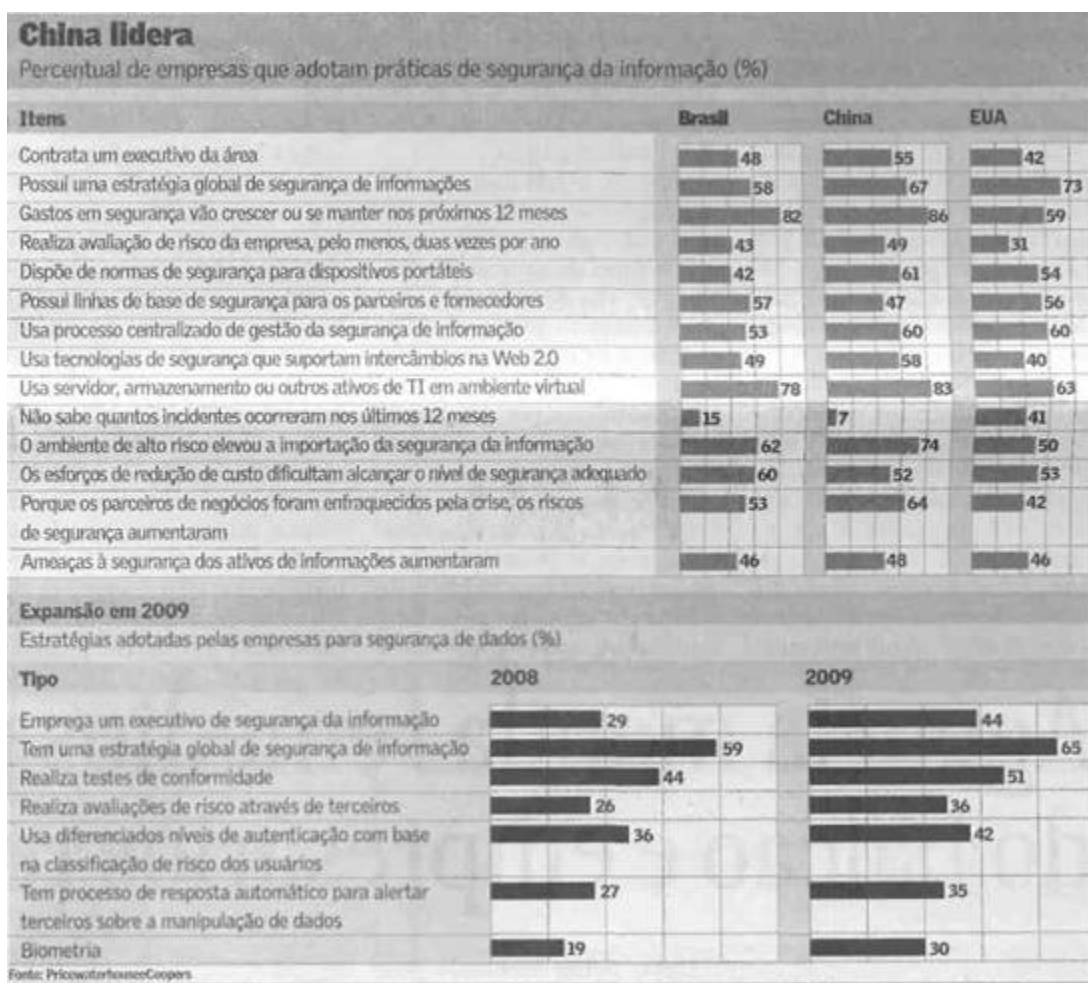 China lidera
Percentual de empresas que adotam práticas de segurança da informação (%)
Itens Brasil China EUA
Contrata um executivo da área 48 55 42
Possui uma estratégia global de segurança de informações 58 67 73
Gastos em segurança vão crescer ou se manter nos próximos 12 meses 82 86 59
Realiza avaliação de risco da empresa, pelo menos, duas vezes por ano 43 49 31
Dispõe de normas de segurança para dispositivos portáteis 42 61 54
Possui linhas de base de segurança para os parceiros e fornecedores 57 47 56
Usa processo centralizado de gestão da segurança de informação 53 60 60
Usa tecnologias de segurança que suportam intercâmbios na Web 2.0 49 58 40
Usa servidor, armazenamento ou outros ativos de TI em ambiente virtual 78 83 63
Não sabe quantos incidentes ocorreram nos últimos 12 meses 15 7 41
O ambiente de alto risco elevou a importação da segurança da informação 62 74 50
Os esforços de redução de custo dificultam alcançar o nível de segurança adequado 60 52 53
Porque os parceiros de negócios foram enfraquecidos pela crise, os riscos 53 64 42
de segurança aumentaram
Ameaças à segurança dos ativos de informações aumentaram 46 48 46
Expansão em 2009
Estratégias adotadas pelas empresas para segurança de dados (%)
Tipo 2008 2009
Emprega um executivo de segurança da informação 29 44
Tem uma estratégia global de segurança de informação 59 65
Realiza testes de conformidade 44 51
Realiza avaliações de risco através de terceiros 26 36
Usa diferenciados níveis de autenticação com base 36 42
na classificação de risco dos usuários
Tem processo de resposta automático para alertar 27 35
terceiros sobre a manipulação de dados
Biometria 19 30
Fonte: PricewaterhouseCoopers